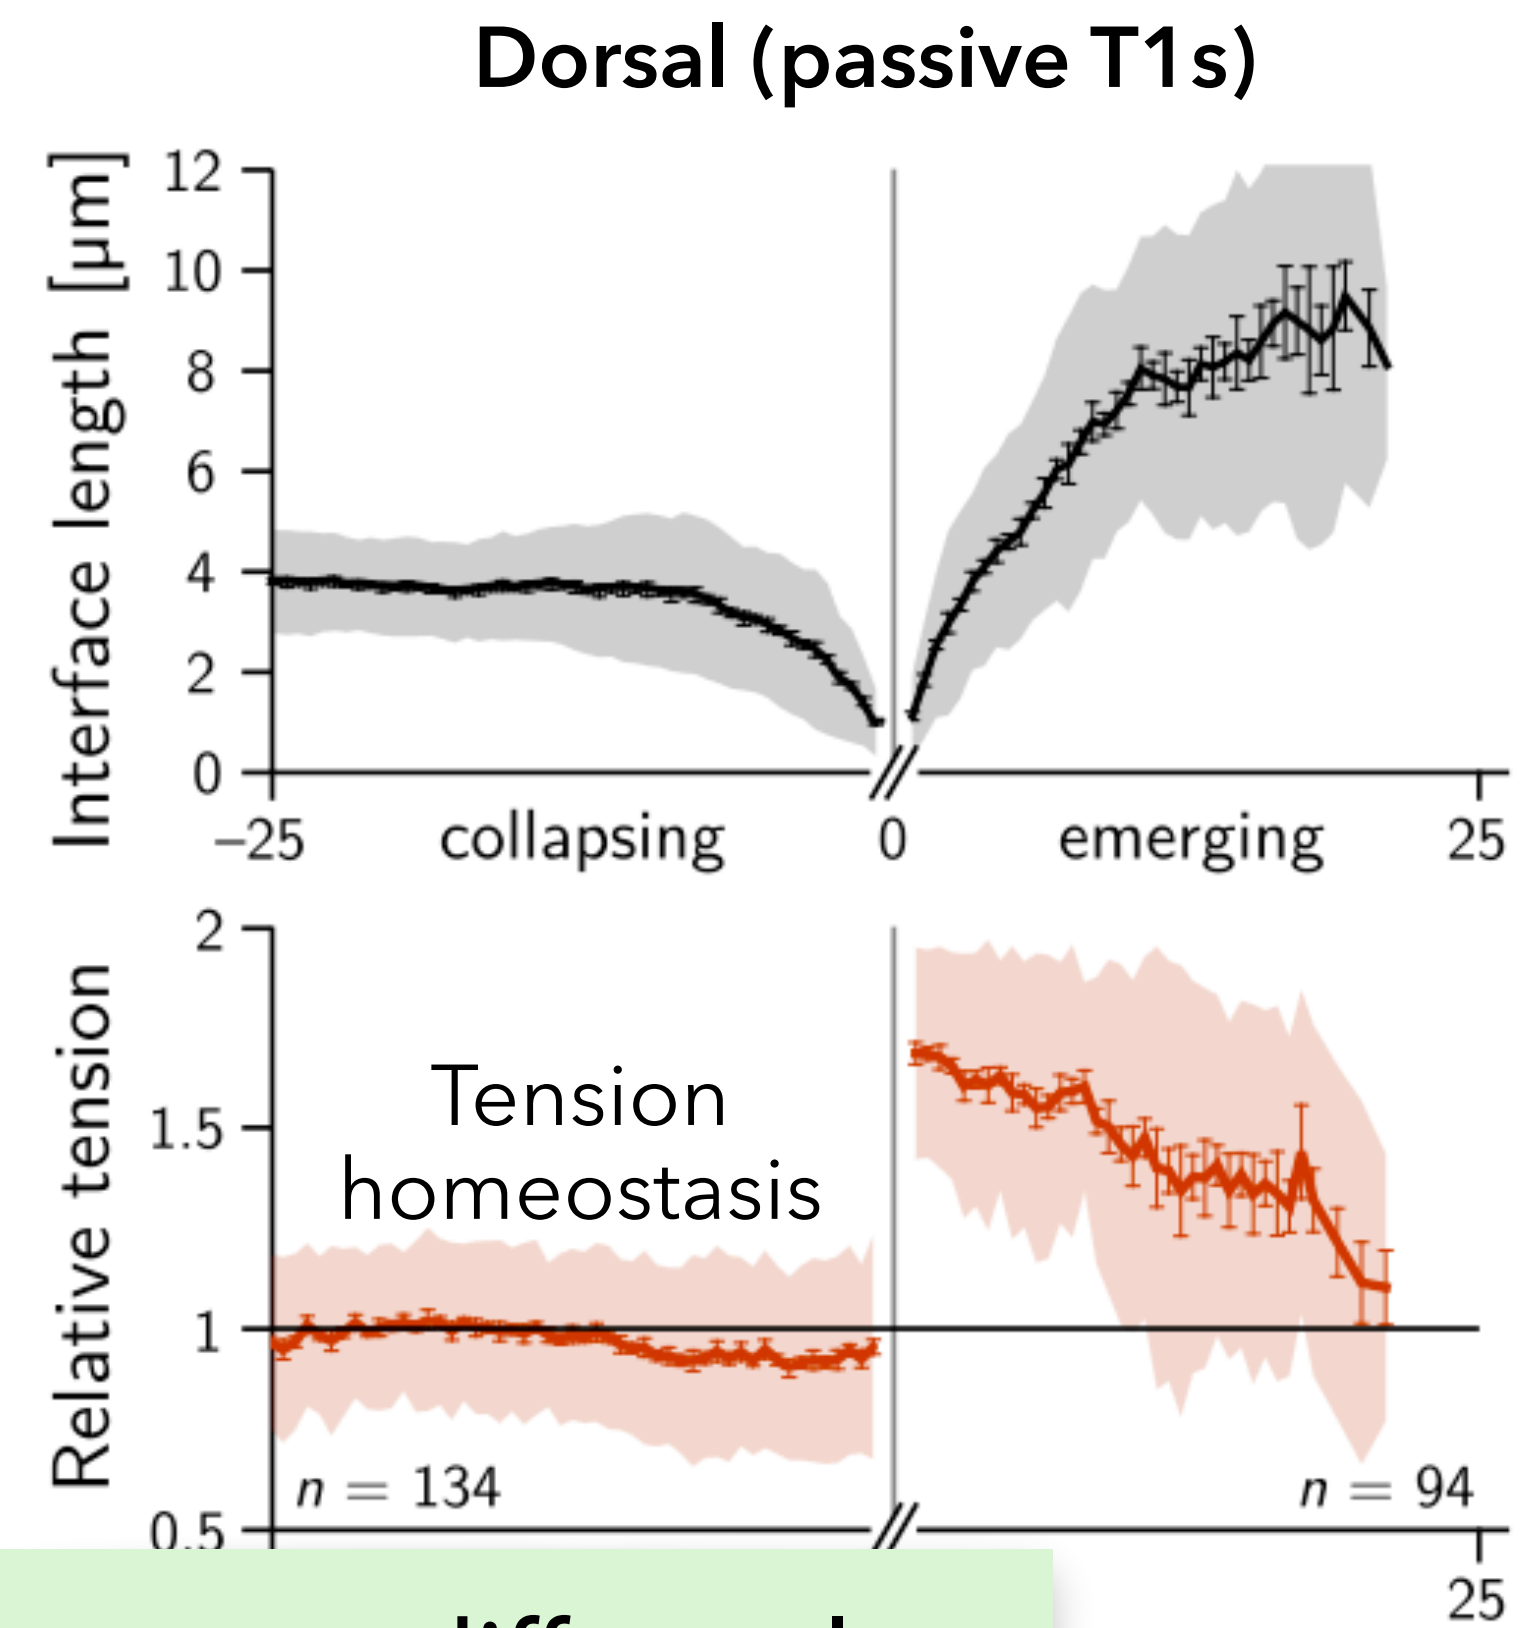 Dorsal (passive T1s)
Interface length [μm]
12
10
8
6
4
2
0
–25
collapsing
0
emerging
25
Relative tension
2
1.5
1
0.5
Tension
homeostasis
n = 134
n = 94
25